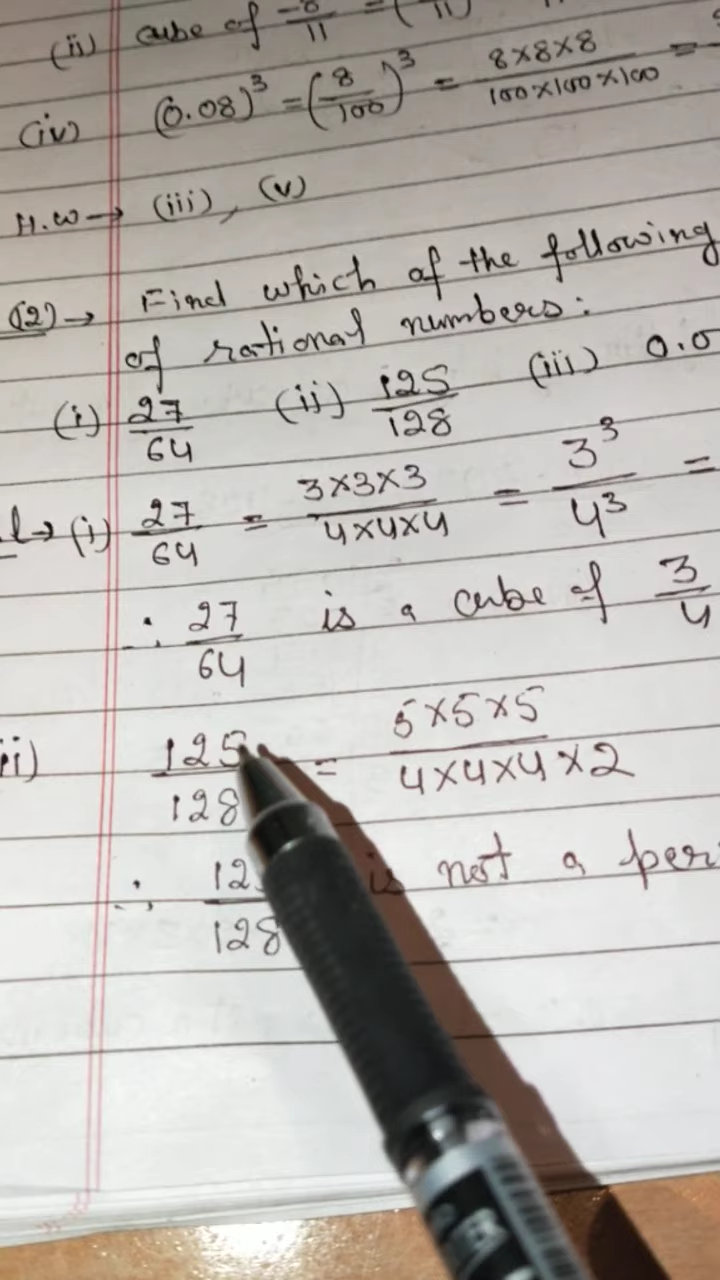 (ii) cube of -8/11 = (
(iv) (0.08)³ = (8/100)³ = 8×8×8/100×100×100 =
H.W → (iii), (v)
(2) → Find which of the following
of rational numbers:
(i) 27/64 (ii) 125/128 (iii) 0.0
(i) 27/64 = 3×3×3/4×4×4 = 3³/4³ =
∴ 27/64 is a cube of 3/4
ii) 125/128 = 5×5×5/4×4×4×2
∴ 12 /128 is not a per